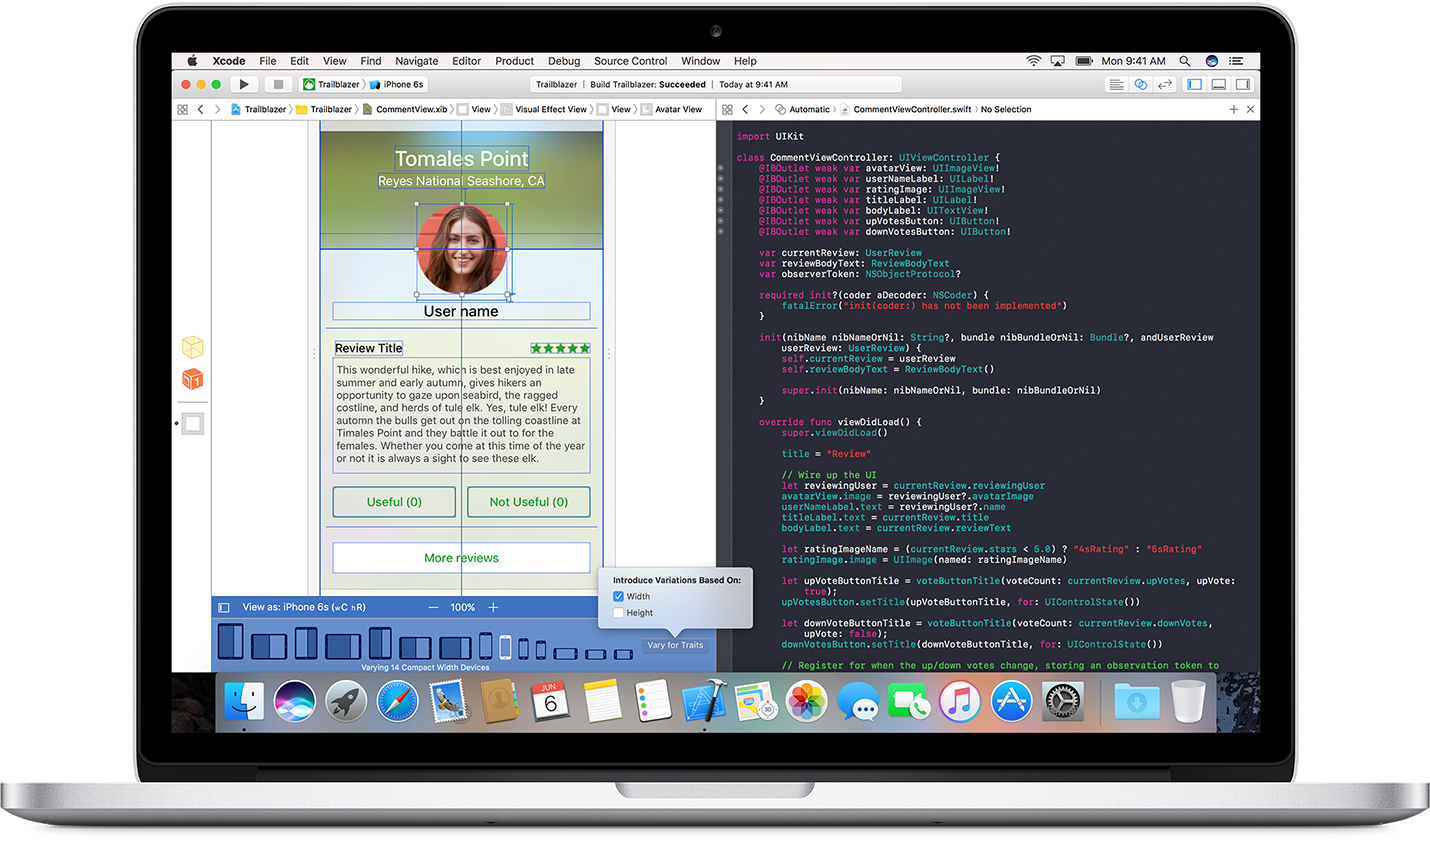 Xcode File Edit View Find Navigate Editor Product Debug Source Control Window Help Mon 9:41 AM
Trailblazer iPhone 6s Trailblazer | Build Trailblazer: Succeeded | Today at 9:41 AM
Trailblazer Trailblazer CommentView.xib View Visual Effect View View Avatar View
Automatic CommentViewController.swift No Selection
Tomales Point
Reyes National Seashore, CA
User name
Review Title
This wonderful hike, which is best enjoyed in late
summer and early autumn, gives hikers an
opportunity to gaze upon seabird, the ragged
costline, and herds of tule elk. Yes, tule elk! Every
automn the bulls get out on the tolling coastline at
Timales Point and they battle it out to for the
females. Whether you come at this time of the year
or not it is always a sight to see these elk.
Useful (0) Not Useful (0)
More reviews
Introduce Variations Based On:
Width
Height
View as: iPhone 6s (wC hR) — 100% +
Vary for Traits
Varying 14 Compact Width Devices
import UIKit
class CommentViewController: UIViewController {
@IBOutlet weak var avatarView: UIImageView!
@IBOutlet weak var userNameLabel: UILabel!
@IBOutlet weak var ratingImage: UIImageView!
@IBOutlet weak var titleLabel: UILabel!
@IBOutlet weak var bodyLabel: UITextView!
@IBOutlet weak var upVotesButton: UIButton!
@IBOutlet weak var downVotesButton: UIButton!
var currentReview: UserReview
var reviewBodyText: ReviewBodyText
var observerToken: NSObjectProtocol?
required init?(coder aDecoder: NSCoder) {
fatalError("init(coder:) has not been implemented")
}
init(nibName nibNameOrNil: String?, bundle nibBundleOrNil: Bundle?, andUserReview
userReview: UserReview) {
self.currentReview = userReview
self.reviewBodyText = ReviewBodyText()
super.init(nibName: nibNameOrNil, bundle: nibBundleOrNil)
}
override func viewDidLoad() {
super.viewDidLoad()
title = "Review"
// Wire up the UI
let reviewingUser = currentReview.reviewingUser
avatarView.image = reviewingUser?.avatarImage
userNameLabel.text = reviewingUser?.name
titleLabel.text = currentReview.title
bodyLabel.text = currentReview.reviewText
let ratingImageName = (currentReview.stars < 5.0) ? "4sRating" : "5sRating"
ratingImage.image = UIImage(named: ratingImageName)
let upVoteButtonTitle = voteButtonTitle(voteCount: currentReview.upVotes, upVote:
true);
upVotesButton.setTitle(upVoteButtonTitle, for: UIControlState())
let downVoteButtonTitle = voteButtonTitle(voteCount: currentReview.downVotes,
upVote: false);
downVotesButton.setTitle(downVoteButtonTitle, for: UIControlState())
// Register for when the up/down votes change, storing an observation token to
JUN
6